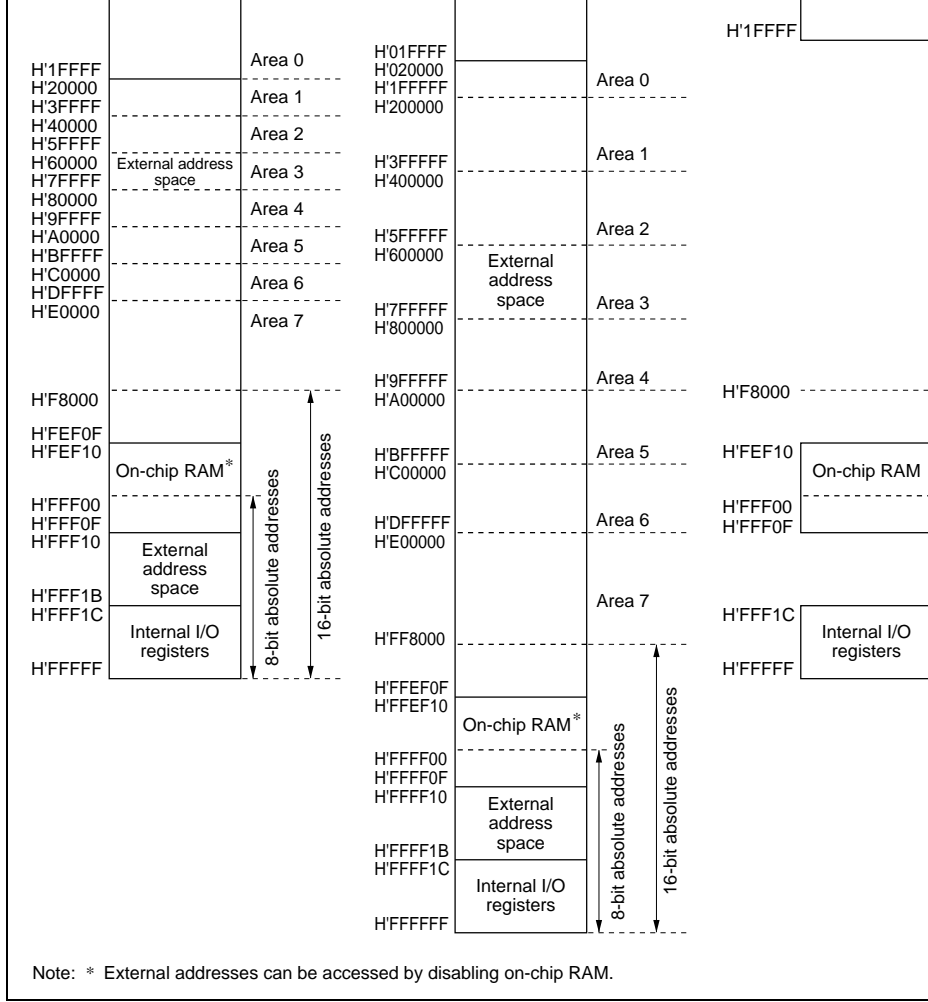 H'1FFFF
H'20000
H'3FFFF
H'40000
H'5FFFF
H'60000
H'7FFFF
H'80000
H'9FFFF
H'A0000
H'BFFFF
H'C0000
H'DFFFF
H'E0000
H'F8000
H'FEF0F
H'FEF10
H'FFF00
H'FFF0F
H'FFF10
H'FFF1B
H'FFF1C
H'FFFFF
External address
space
On-chip RAM*
External
address
space
Internal I/O
registers
Area 0
Area 1
Area 2
Area 3
Area 4
Area 5
Area 6
Area 7
8-bit absolute addresses
16-bit absolute addresses
H'01FFFF
H'020000
H'1FFFFF
H'200000
H'3FFFFF
H'400000
H'5FFFFF
H'600000
H'7FFFFF
H'800000
H'9FFFFF
H'A00000
H'BFFFFF
H'C00000
H'DFFFFF
H'E00000
H'FF8000
H'FFEF0F
H'FFEF10
H'FFFF00
H'FFFF0F
H'FFFF10
H'FFFF1B
H'FFFF1C
H'FFFFFF
External
address
space
On-chip RAM*
External
address
space
Internal I/O
registers
Area 0
Area 1
Area 2
Area 3
Area 4
Area 5
Area 6
Area 7
8-bit absolute addresses
16-bit absolute addresses
H'1FFFF
H'F8000
H'FEF10
H'FFF00
H'FFF0F
H'FFF1C
H'FFFFF
On-chip RAM
Internal I/O
registers
Note: * External addresses can be accessed by disabling on-chip RAM.